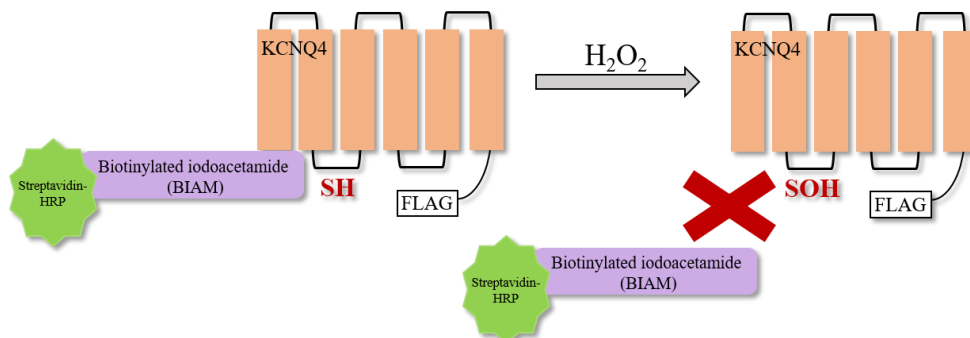 KCNQ4
H₂O₂
KCNQ4
Biotinylated iodoacetamide
(BIAM)
Streptavidin-
HRP
SH
FLAG
SOH
FLAG
Biotinylated iodoacetamide
(BIAM)
Streptavidin-
HRP